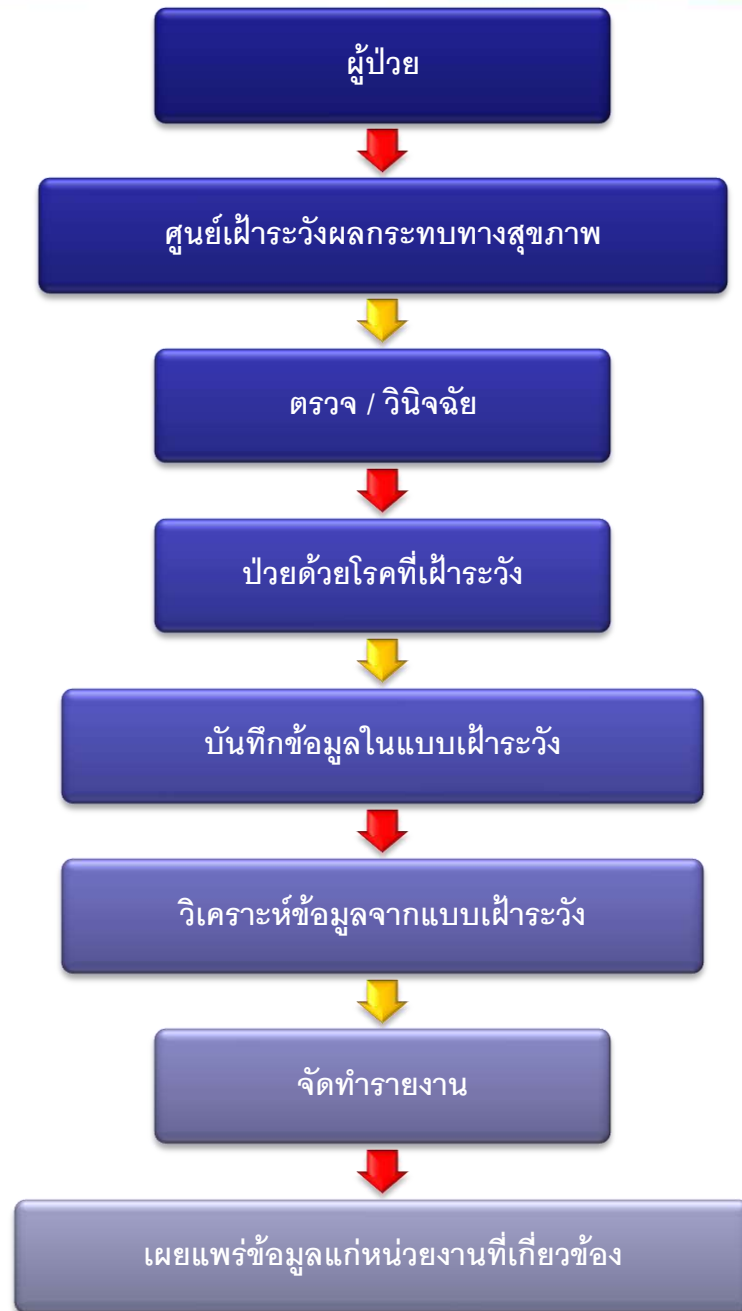 ผู้ป่วย
ศูนย์เฝ้าระวังผลกระทบทางสุขภาพ
ตรวจ / วินิจฉัย
ป่วยด้วยโรคที่เฝ้าระวัง
บันทึกข้อมูลในแบบเฝ้าระวัง
วิเคราะห์ข้อมูลจากแบบเฝ้าระวัง
จัดทำรายงาน
เผยแพร่ข้อมูลแก่หน่วยงานที่เกี่ยวข้อง